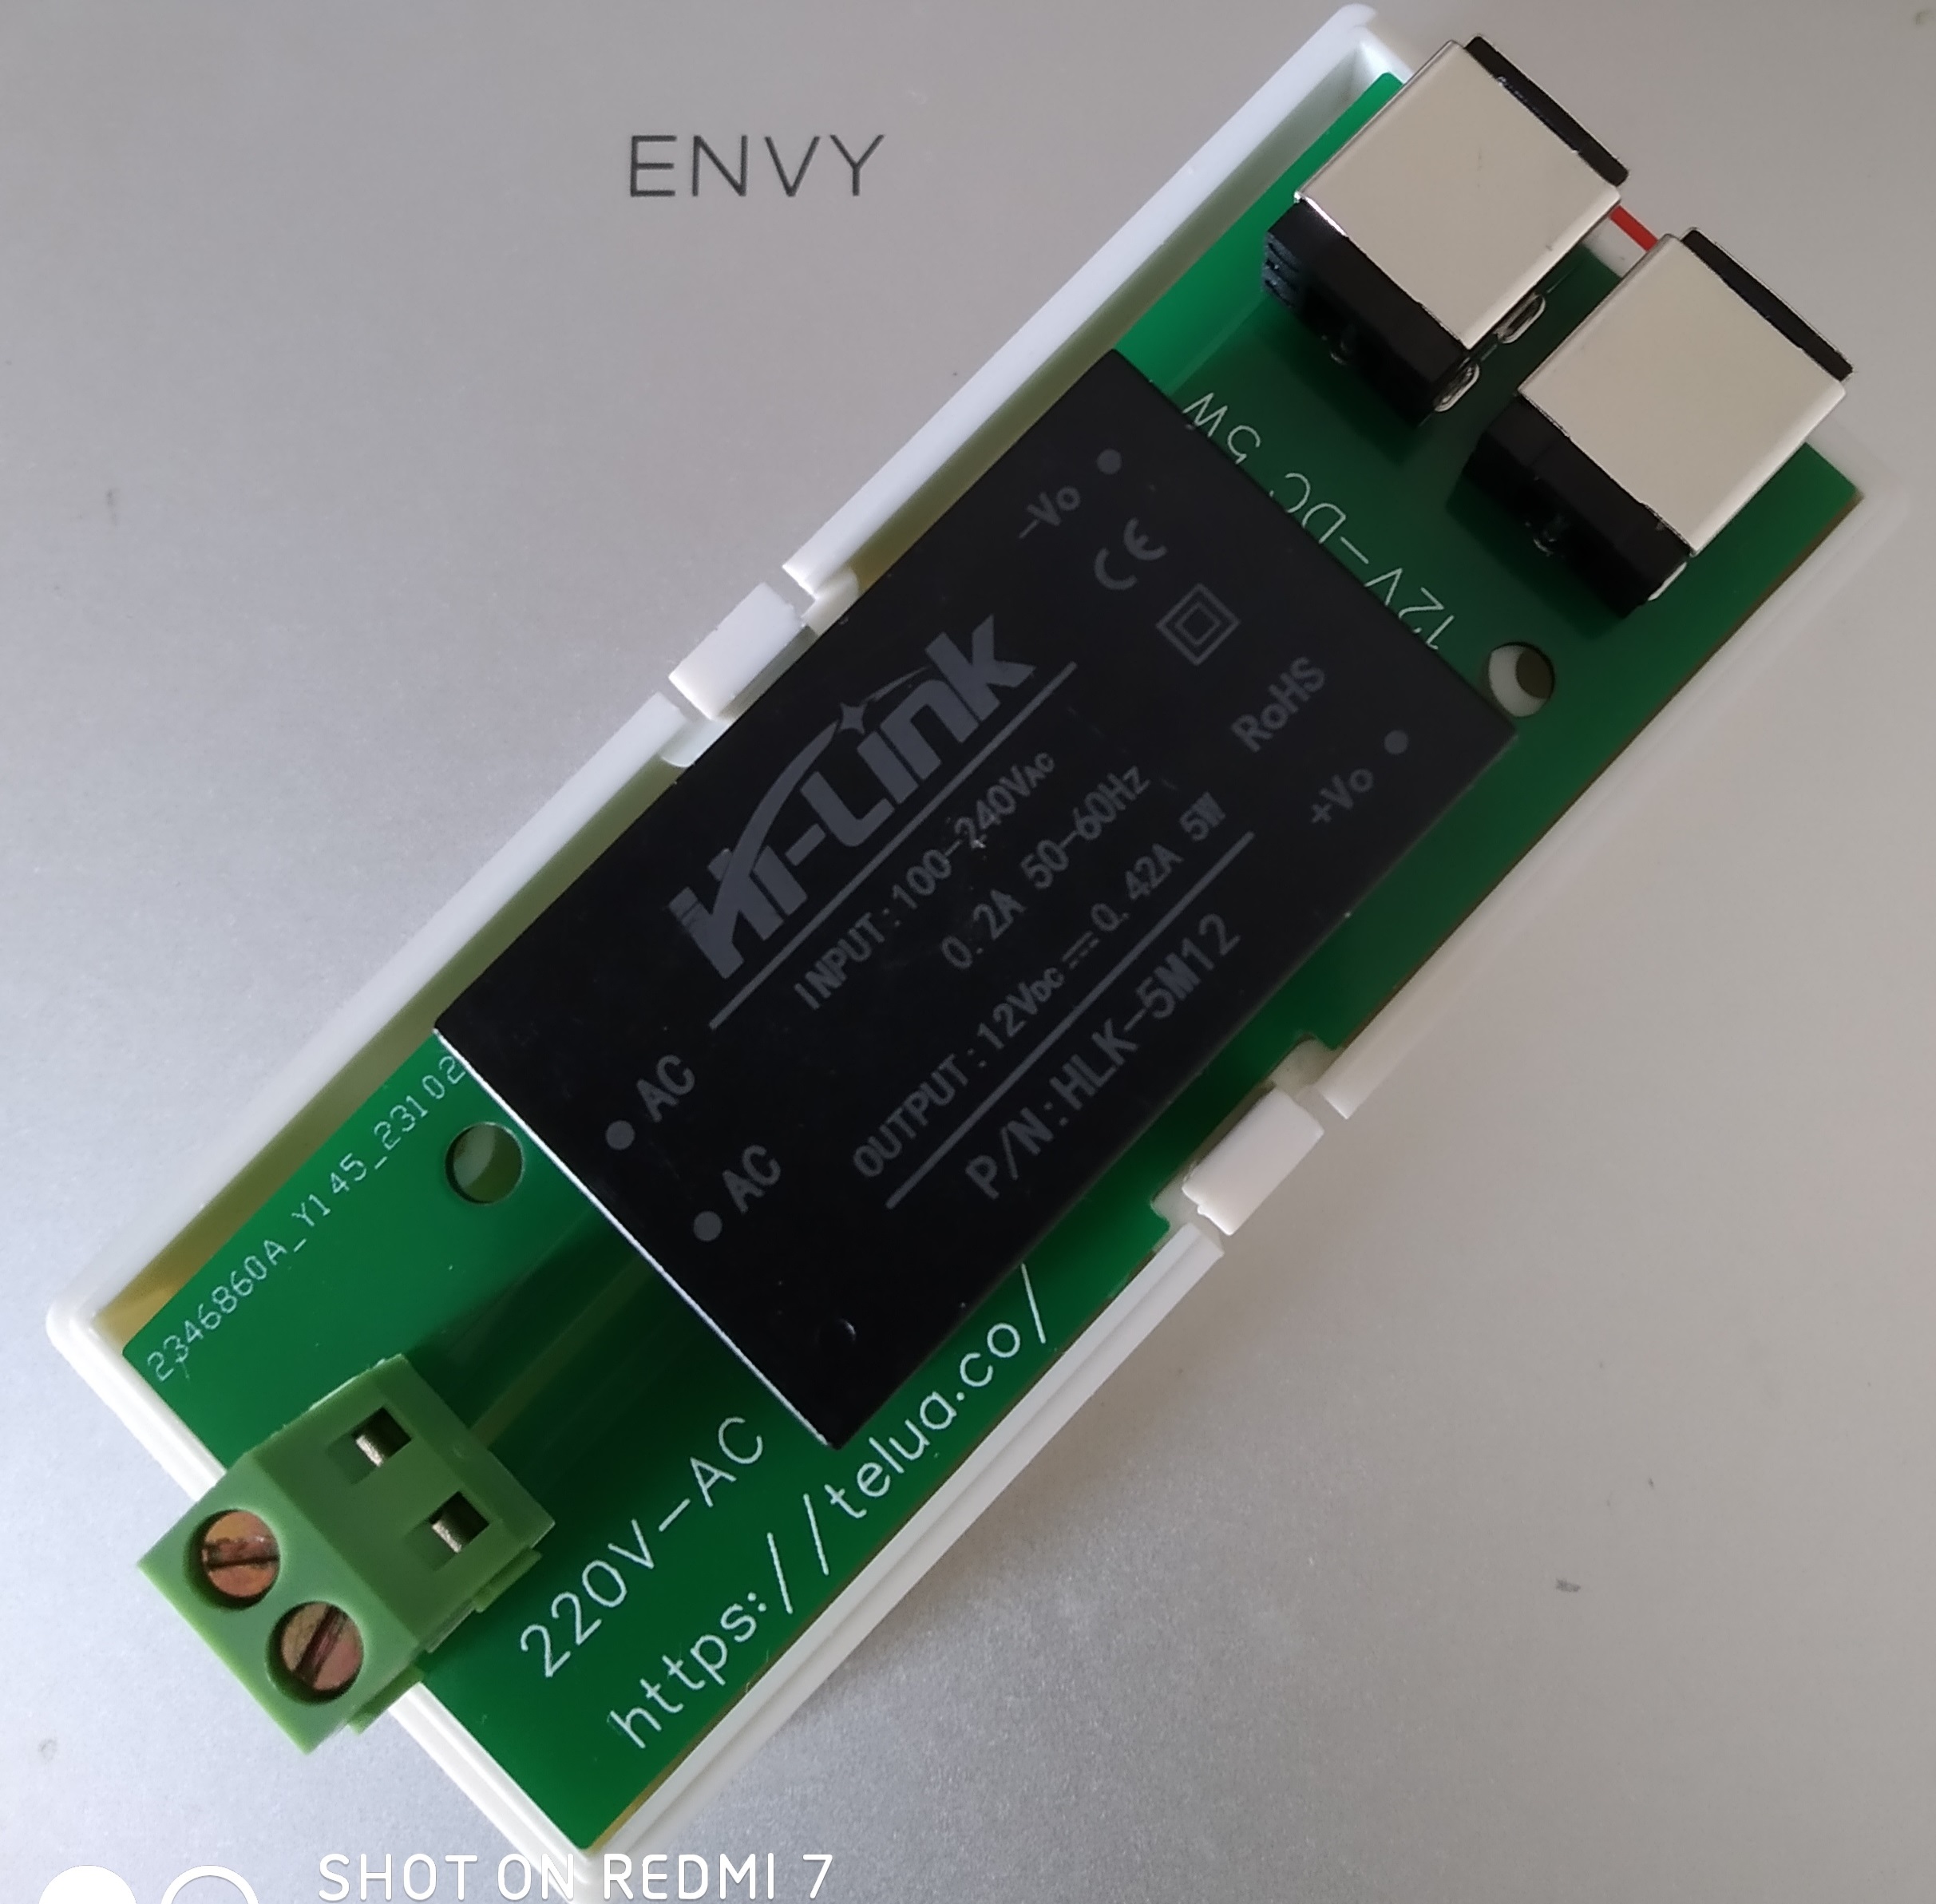 ENVY
12V-DC 5W
-Vo
CE
Hi-Link
INPUT:100-240VAC
0.2A 50-60Hz
OUTPUT:12VDC⎓0.42A 5W
P/N:HLK-5M12
RoHS
+Vo
AC
AC
2346860A_Y145_23102
220V-AC
https://telua.co/
SHOT ON REDMI 7